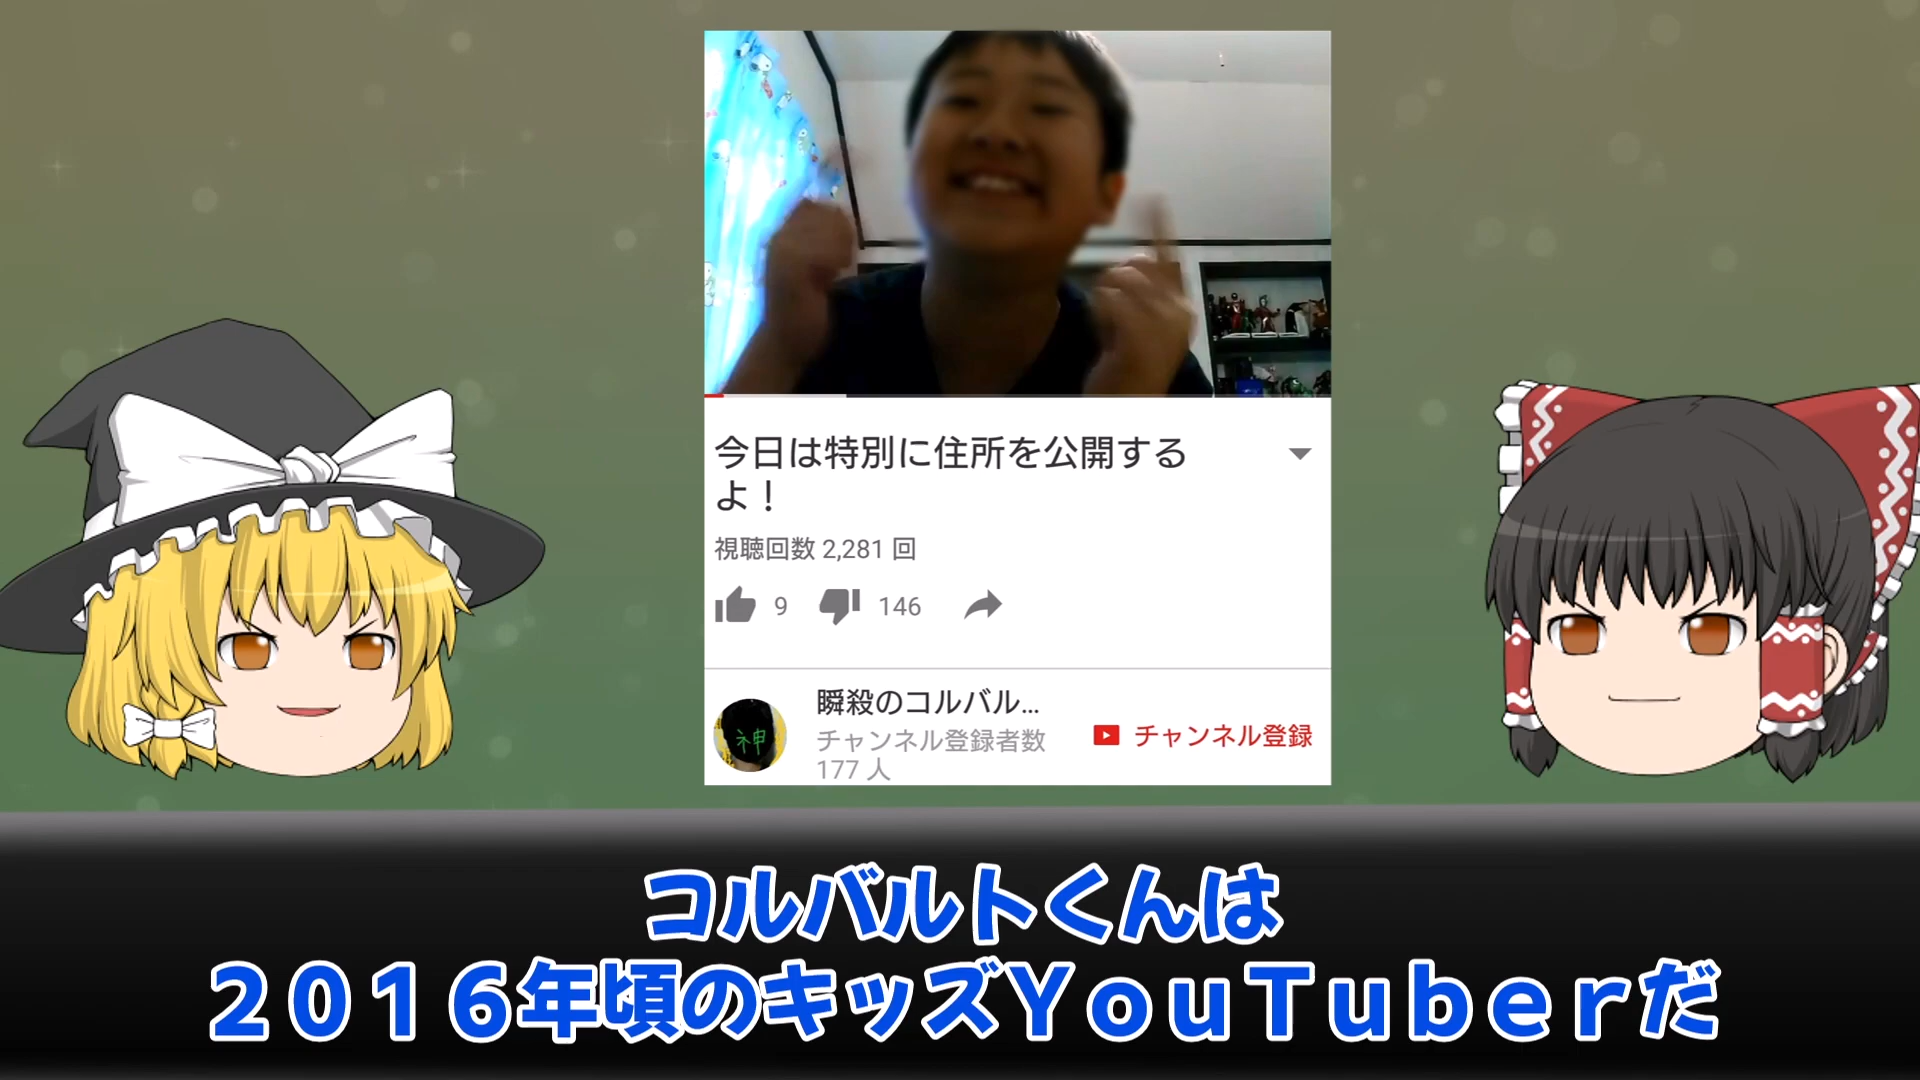 今日は特別に住所を公開する
よ！
視聴回数 2,281 回
9 146
瞬殺のコルバル...
神
チャンネル登録者数
177 人
チャンネル登録
コルバルトくんは
２０１６年頃のキッズＹｏｕＴｕｂｅｒだ